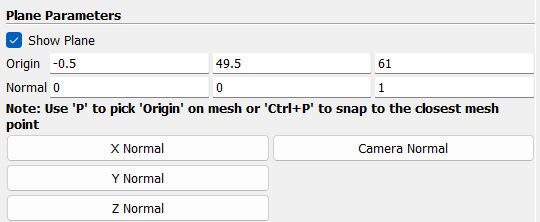 Plane Parameters
Show Plane
Origin -0.5 49.5 61
Normal 0 0 1
Note: Use 'P' to pick 'Origin' on mesh or 'Ctrl+P' to snap to the closest mesh
point
X Normal Camera Normal
Y Normal
Z Normal